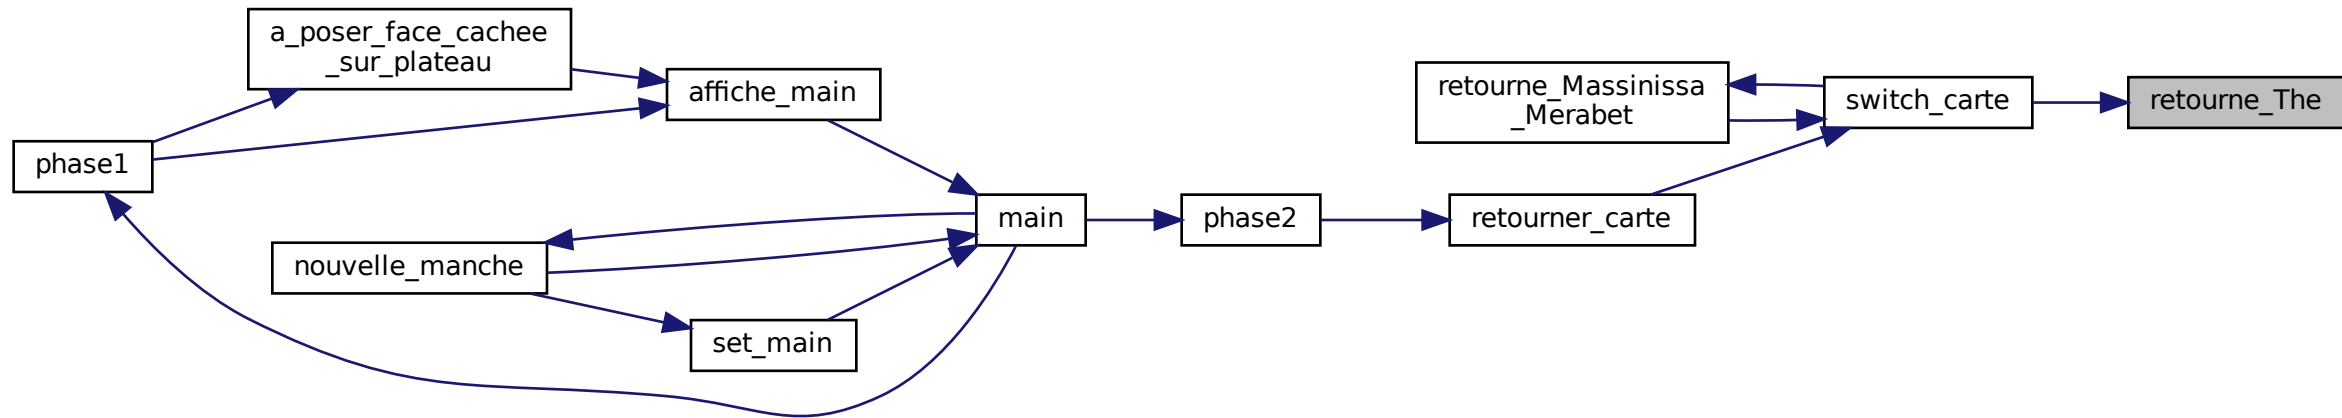 a_poser_face_cachee
_sur_plateau
affiche_main
phase1
nouvelle_manche
set_main
main
phase2
retourne_Massinissa
_Merabet
retourner_carte
switch_carte
retourne_The